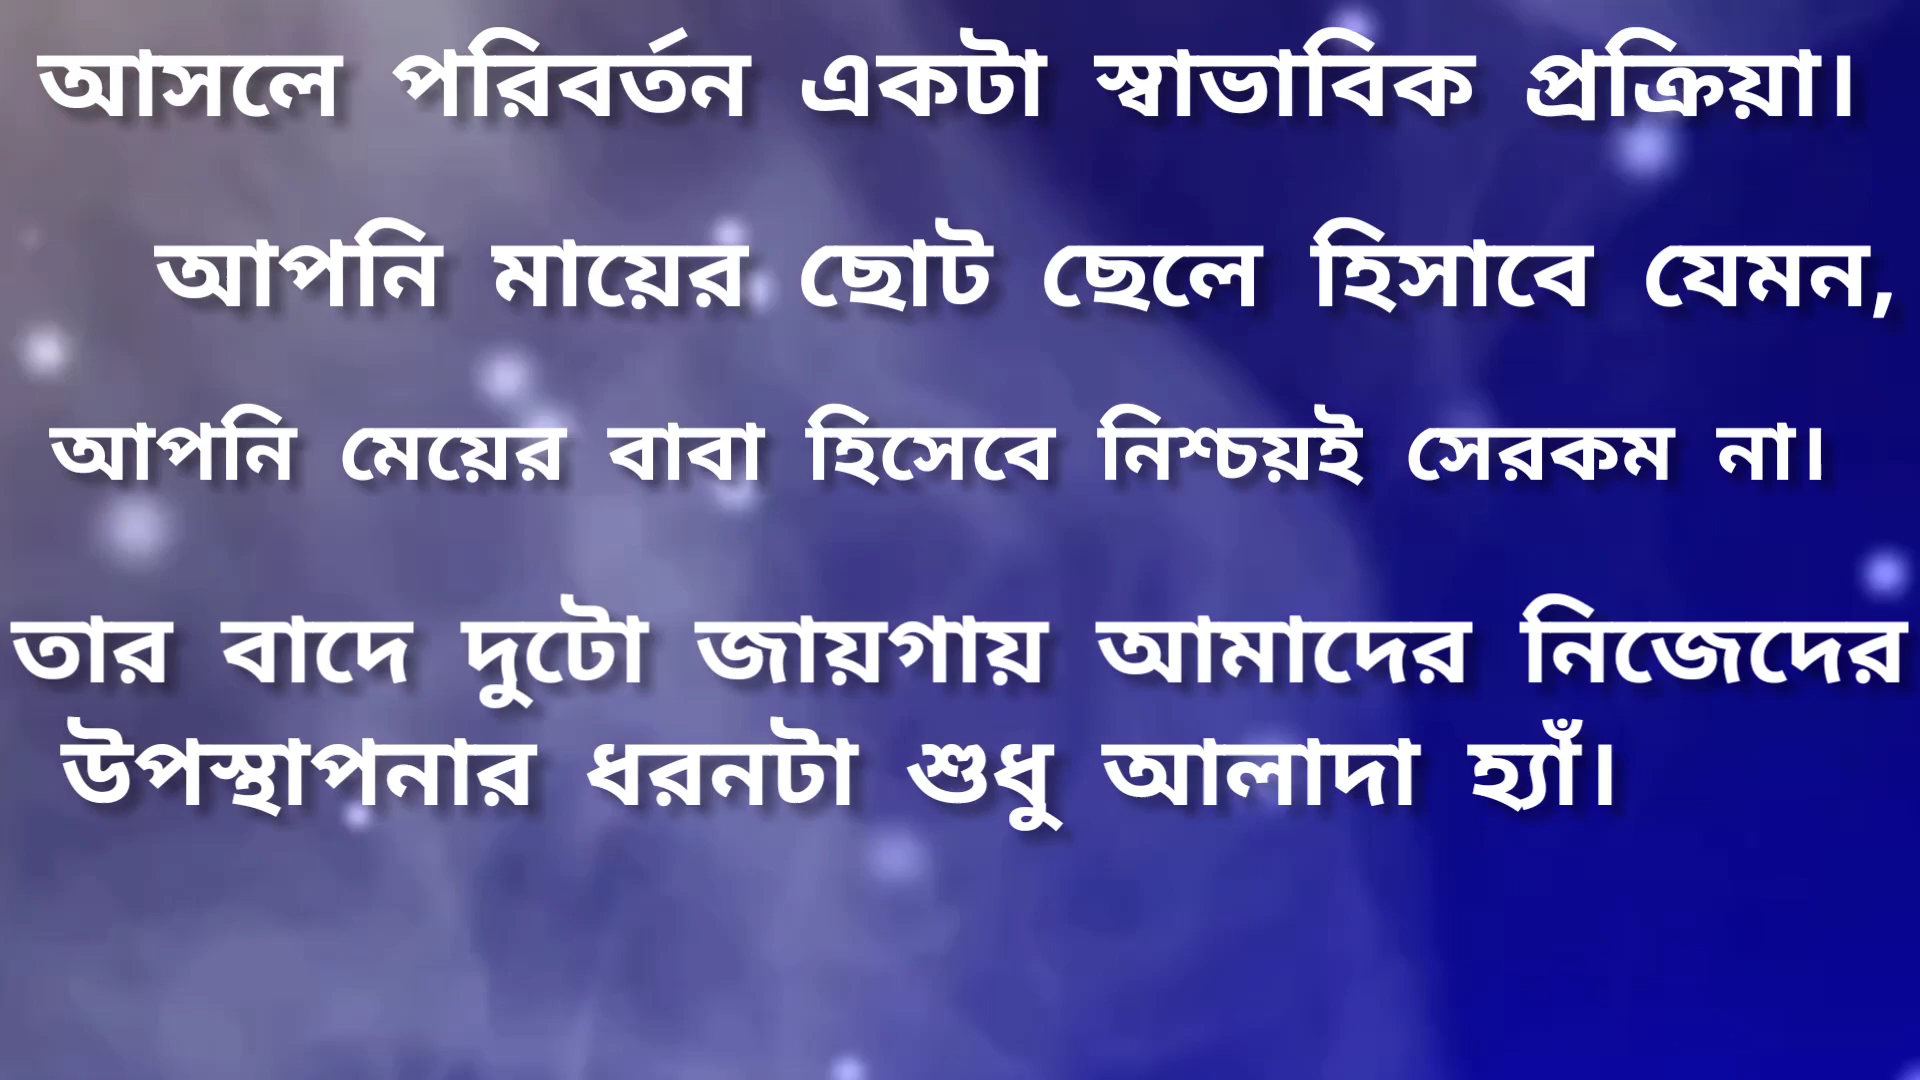 আসলে পরিবর্তন একটা স্বাভাবিক প্রক্রিয়া।
আপনি মায়ের ছোট ছেলে হিসাবে যেমন,
আপনি মেয়ের বাবা হিসেবে নিশ্চয়ই সেরকম না।
তার বাদে দুটো জায়গায় আমাদের নিজেদের
উপস্থাপনার ধরনটা শুধু আলাদা হ্যাঁ।